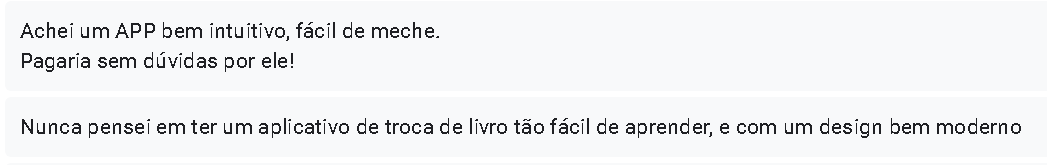 Achei um APP bem intuitivo, fácil de meche.
Pagaria sem dúvidas por ele!
Nunca pensei em ter um aplicativo de troca de livro tão fácil de aprender, e com um design bem moderno